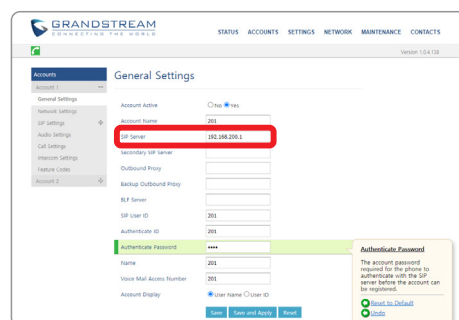 GRANDSTREAM
CONNECTING THE WORLD
STATUS ACCOUNTS SETTINGS NETWORK MAINTENANCE CONTACTS
Version 1.0.4.138
Accounts
Account 1
General Settings
Network Settings
SIP Settings
Audio Settings
Call Settings
Intercom Settings
Feature Codes
Account 2
General Settings
Account Active No Yes
Account Name 201
SIP Server 192.168.200.1
Secondary SIP Server
Outbound Proxy
Backup Outbound Proxy
BLF Server
SIP User ID 201
Authenticate ID 201
Authenticate Password ••••
Name 201
Voice Mail Access Number 201
Account Display User Name User ID
Save Save and Apply Reset
Authenticate Password
The account password
required for the phone to
authenticate with the SIP
server before the account can
be registered.
Reset to Default
Undo